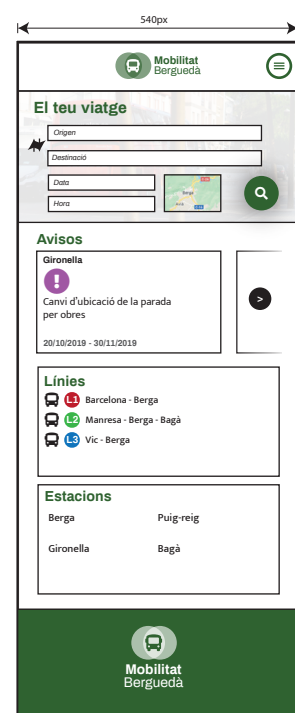 540px
Mobilitat
Berguedà
El teu viatge
Origen
Destinació
Data
Hora
Berga
Avisos
Gironella
!
Canvi d'ubicació de la parada
per obres
20/10/2019 - 30/11/2019
>
Línies
L1 Barcelona - Berga
L2 Manresa - Berga - Bagà
L3 Vic - Berga
Estacions
Berga Puig-reig
Gironella Bagà
Mobilitat
Berguedà